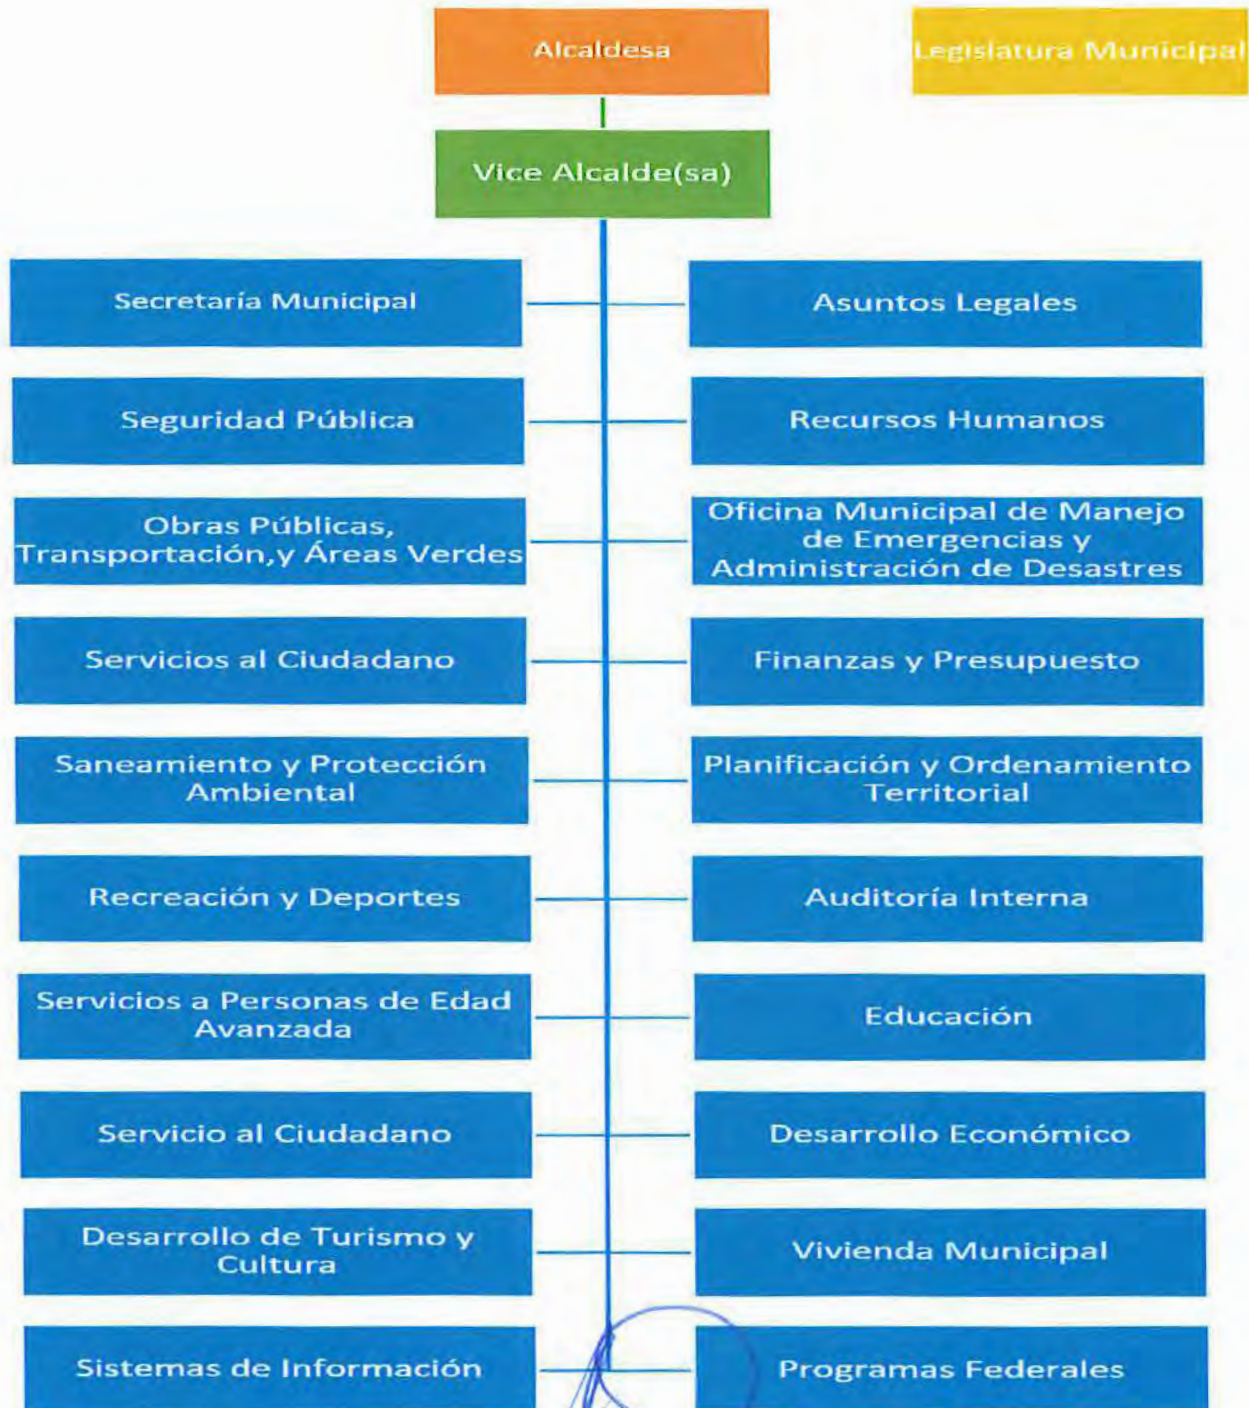 Alcaldesa
Legislatura Municipal
Vice Alcalde(sa)
Secretaría Municipal
Asuntos Legales
Seguridad Pública
Recursos Humanos
Obras Públicas,
Transportación,y Áreas Verdes
Oficina Municipal de Manejo
de Emergencias y
Administración de Desastres
Servicios al Ciudadano
Finanzas y Presupuesto
Saneamiento y Protección
Ambiental
Planificación y Ordenamiento
Territorial
Recreación y Deportes
Auditoría Interna
Servicios a Personas de Edad
Avanzada
Educación
Servicio al Ciudadano
Desarrollo Económico
Desarrollo de Turismo y
Cultura
Vivienda Municipal
Sistemas de Información
Programas Federales